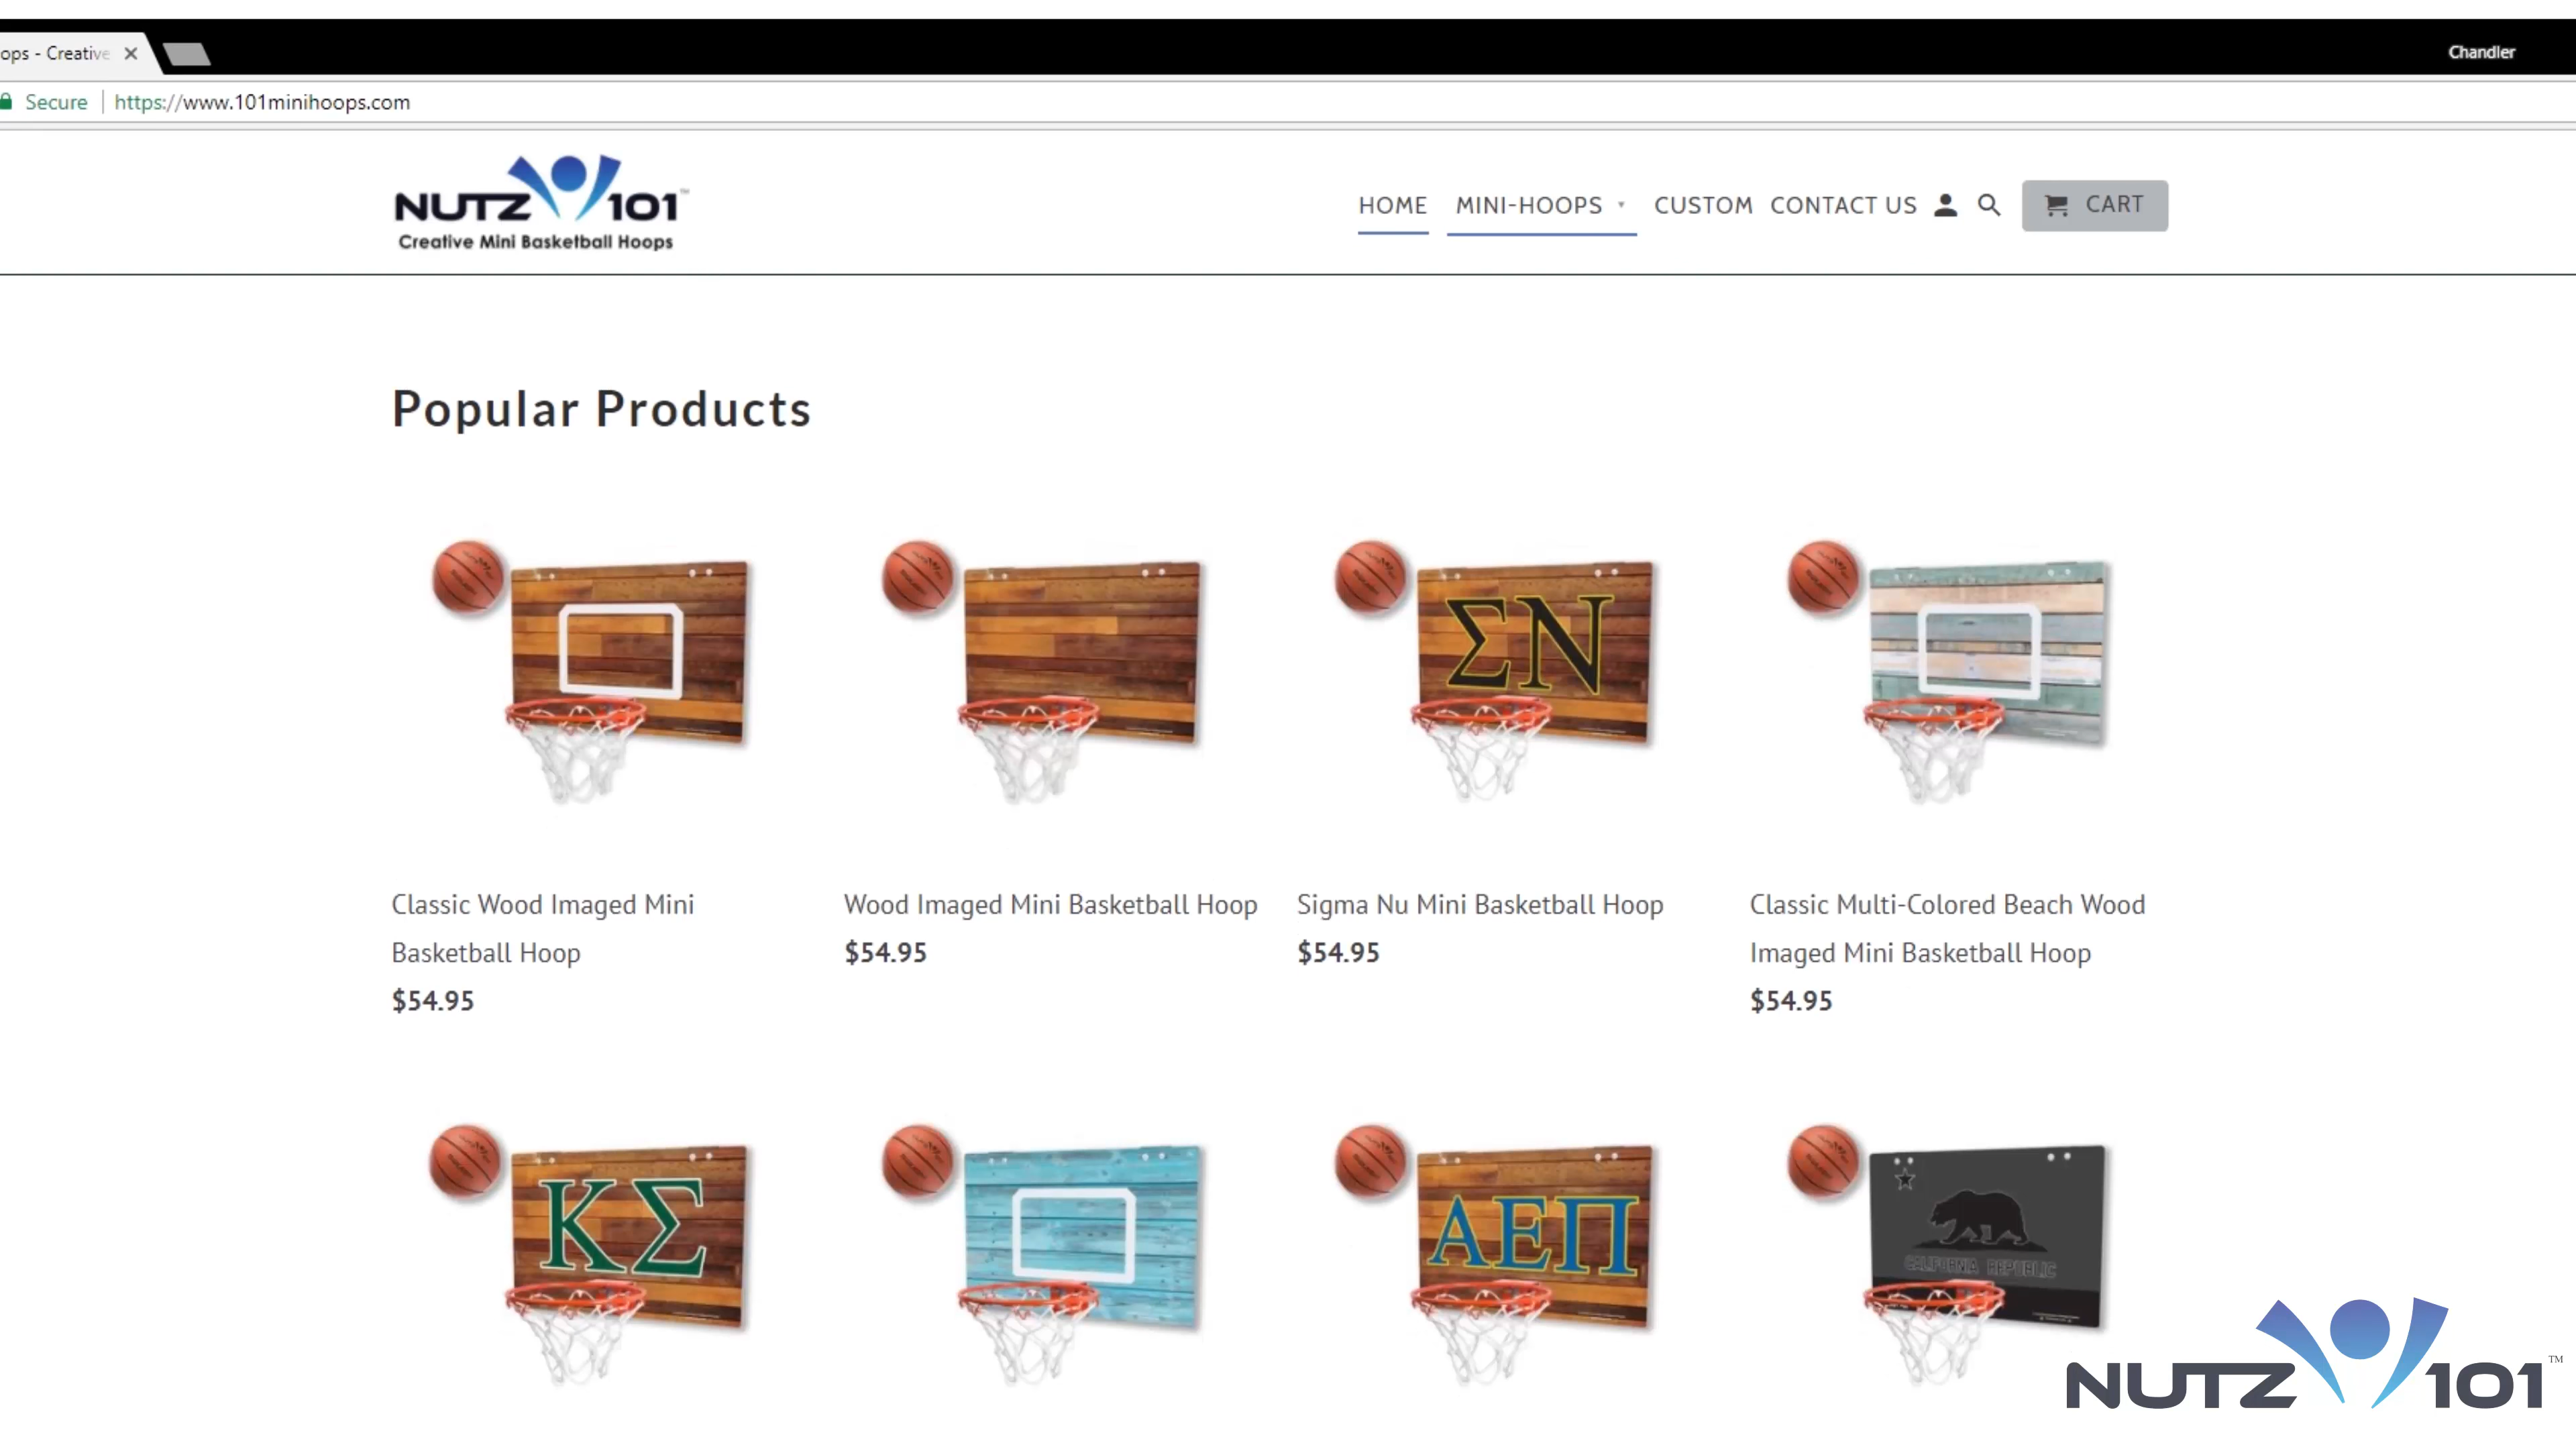 ops - Creative
Chandler
Secure https://www.101minihoops.com
NUTZ 101 ™
Creative Mini Basketball Hoops
HOME MINI-HOOPS CUSTOM CONTACT US CART
Popular Products
ΣΝ
Classic Wood Imaged Mini
Basketball Hoop
$54.95
Wood Imaged Mini Basketball Hoop
$54.95
Sigma Nu Mini Basketball Hoop
$54.95
Classic Multi-Colored Beach Wood
Imaged Mini Basketball Hoop
$54.95
ΚΣ
ΑΕΠ
CALIFORNIA REPUBLIC
NUTZ 101 ™